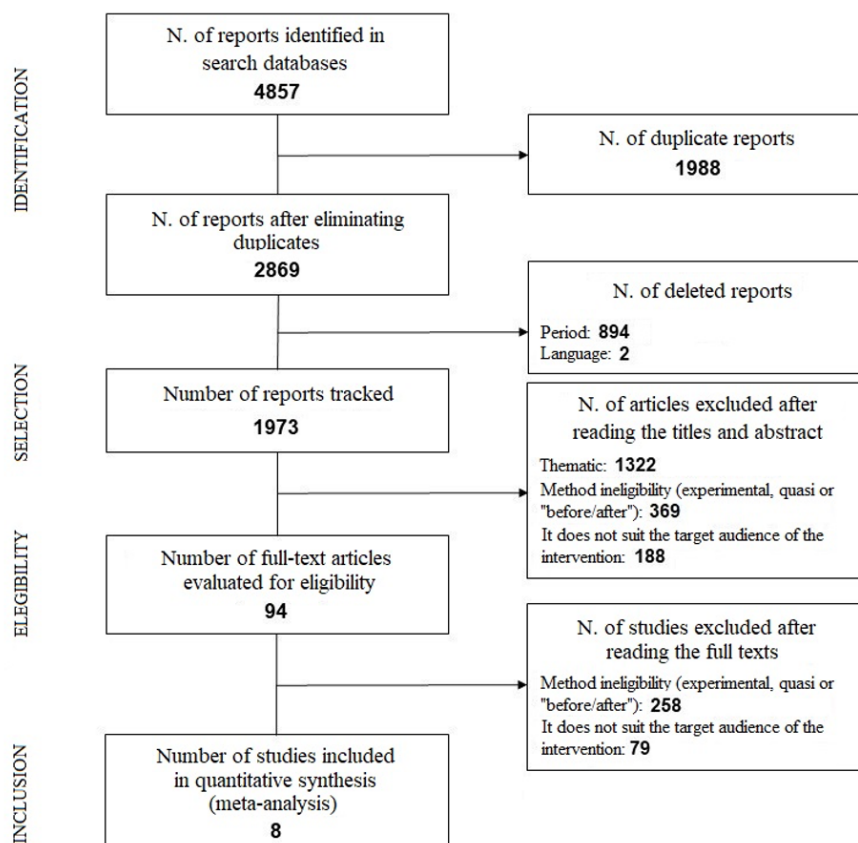 IDENTIFICATION
N. of reports identified in
search databases
4857
N. of duplicate reports
1988
N. of reports after eliminating
duplicates
2869
N. of deleted reports
Period: 894
Language: 2
SELECTION
Number of reports tracked
1973
N. of articles excluded after
reading the titles and abstract
Thematic: 1322
Method ineligibility (experimental, quasi or
"before/after"): 369
It does not suit the target audience of the
intervention: 188
ELEGIBILITY
Number of full-text articles
evaluated for eligibility
94
N. of studies excluded after
reading the full texts
Method ineligibility (experimental, quasi or
"before/after"): 258
It does not suit the target audience of the
intervention: 79
INCLUSION
Number of studies included
in quantitative synthesis
(meta-analysis)
8